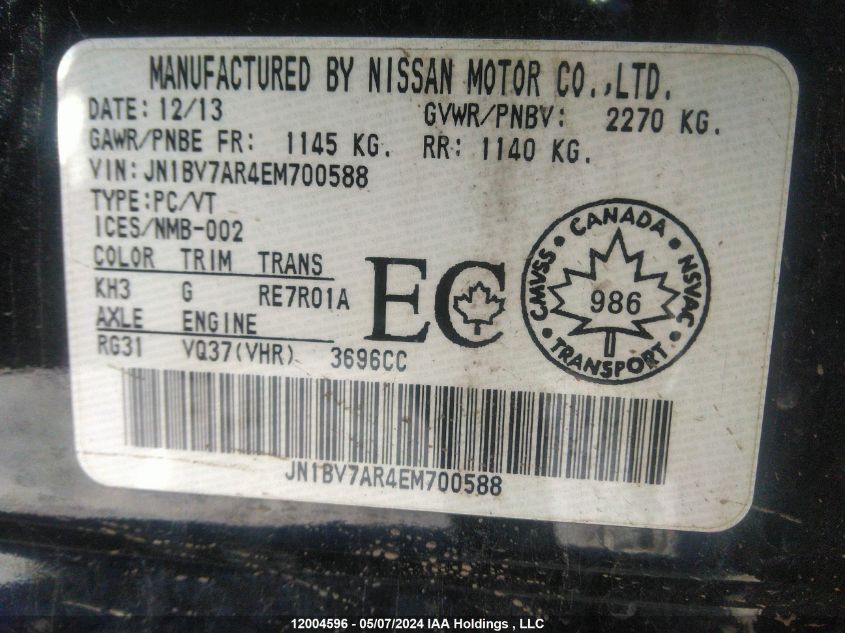 MANUFACTURED BY NISSAN MOTOR CO.,LTD.
DATE: 12/13 GVWR/PNBV: 2270 KG.
GAWR/PNBE FR: 1145 KG. RR: 1140 KG.
VIN: JN1BV7AR4EM700588
TYPE: PC/VT
ICES/NMB-002
COLOR TRIM TRANS
KH3 G RE7R01A
AXLE ENGINE
RG31 VQ37(VHR) 3696CC
EC
CANADA
CMVSS
NSVAC
986
TRANSPORT
JN1BV7AR4EM700588
12004596 - 05/07/2024 IAA Holdings , LLC